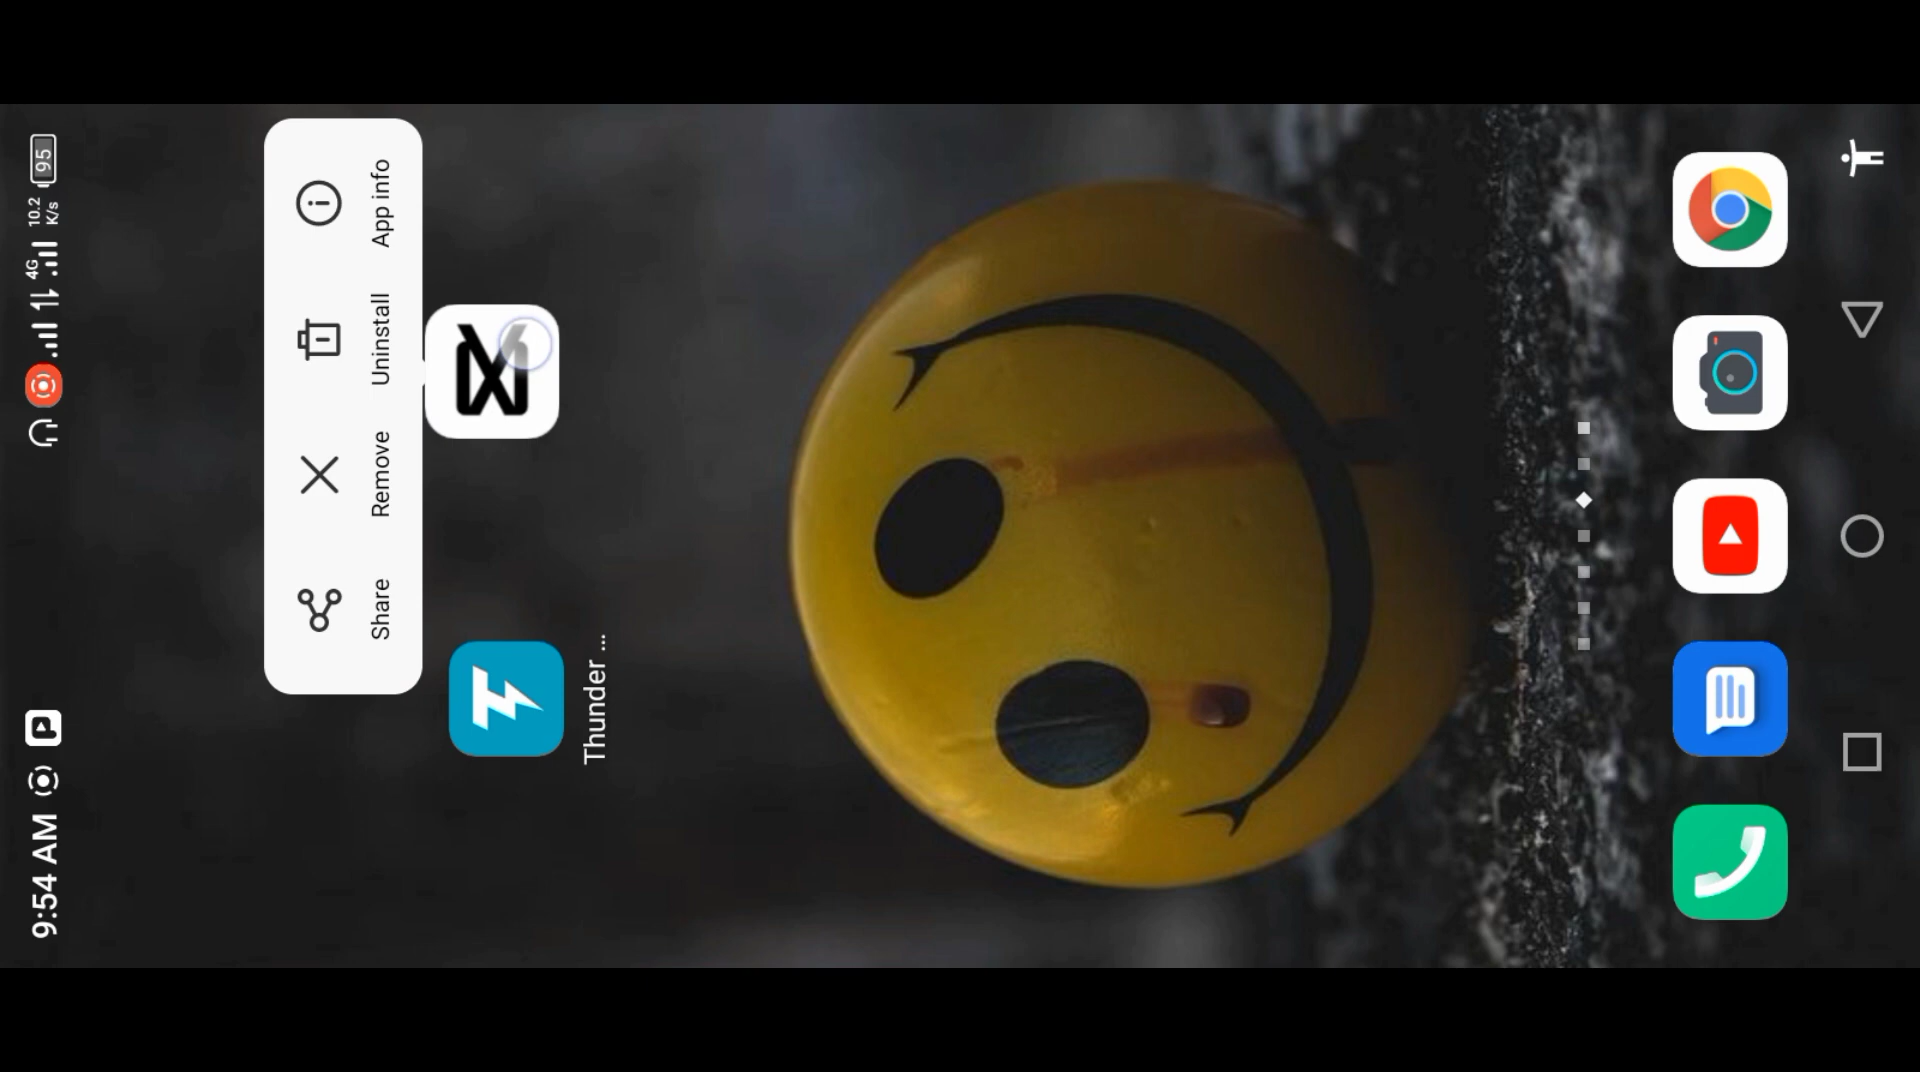 9:54 AM
4G
10.2
K/s
95
Share
Remove
Uninstall
App info
Thunder ...